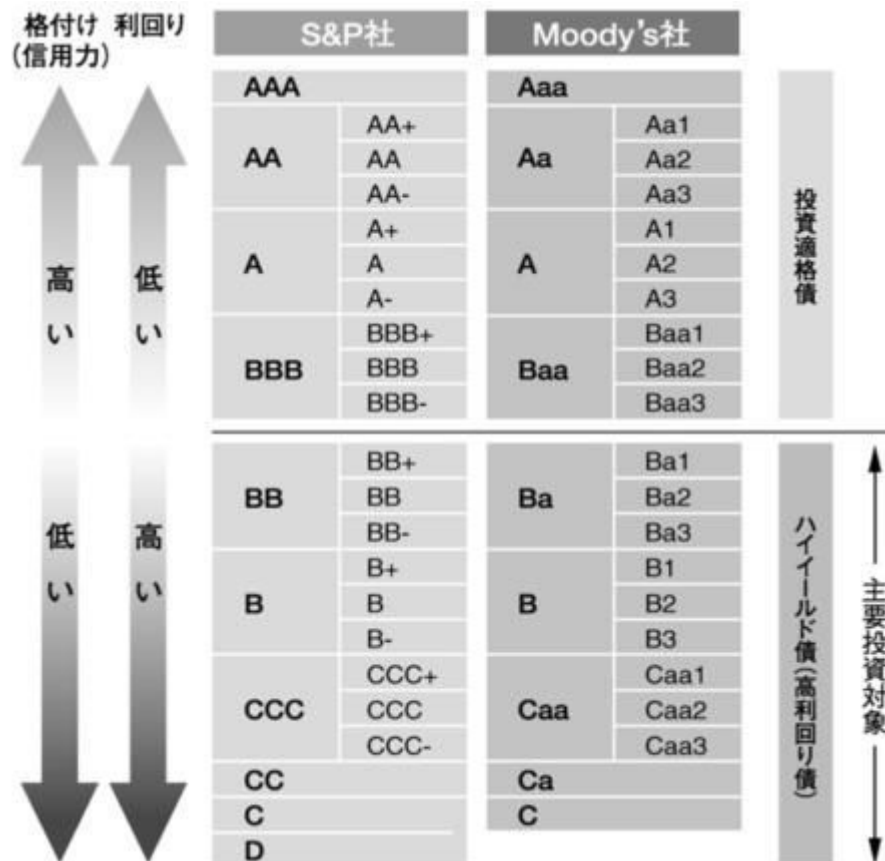 格付け 利回り
(信用力)
S&P社 Moody's社
AAA Aaa
AA+ Aa1
AA AA Aa Aa2
AA- Aa3
A+ A1
A A A A2
A- A3
BBB+ Baa1
BBB BBB Baa Baa2
BBB- Baa3
高い 低い
投資適格債
BB+ Ba1
BB BB Ba Ba2
BB- Ba3
B+ B1
B B B B2
B- B3
CCC+ Caa1
CCC CCC Caa Caa2
CCC- Caa3
CC Ca
C C
D
低い 高い
ハイイールド債(高利回り債)
主要投資対象